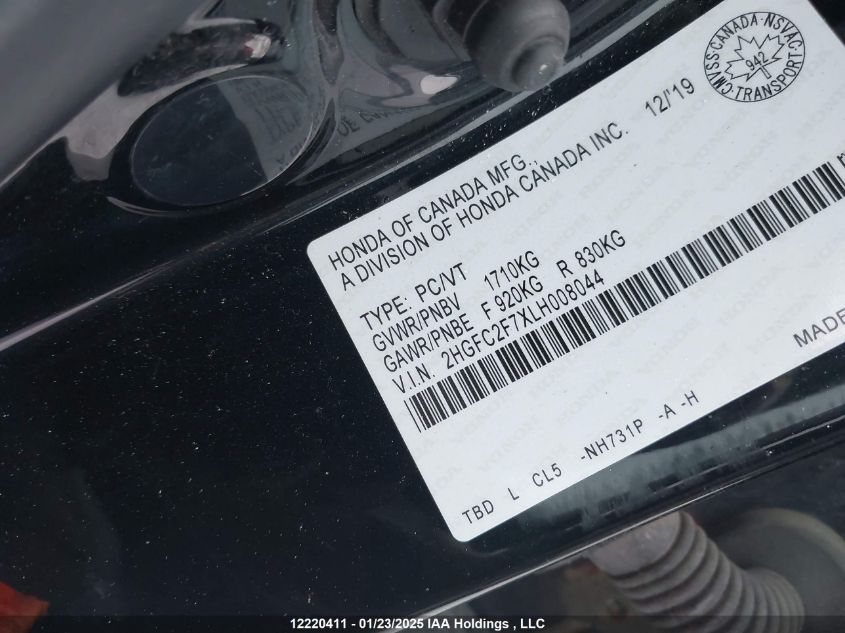 HONDA OF CANADA MFG.,
A DIVISION OF HONDA CANADA INC. 12/'19
CMVSS·CANADA·NSVAC
942
TRANSPORT
TYPE: PC/VT
GVWR/PNBV 1710KG
GAWR/PNBE F 920KG R 830KG
V.I.N. 2HGFC2F7XLH008044
MADE
TBD L CL5 -NH731P -A -H
12220411 - 01/23/2025 IAA Holdings , LLC